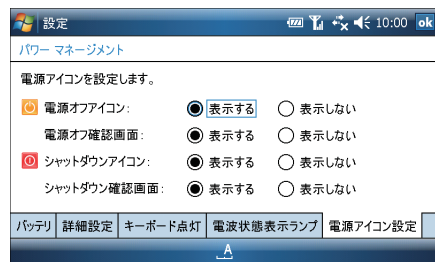 設定 10:00 ok
パワー マネージメント
電源アイコンを設定します。
電源オフアイコン: 表示する 表示しない
電源オフ確認画面: 表示する 表示しない
シャットダウンアイコン: 表示する 表示しない
シャットダウン確認画面: 表示する 表示しない
バッテリ 詳細設定 キーボード点灯 電波状態表示ランプ 電源アイコン設定
A